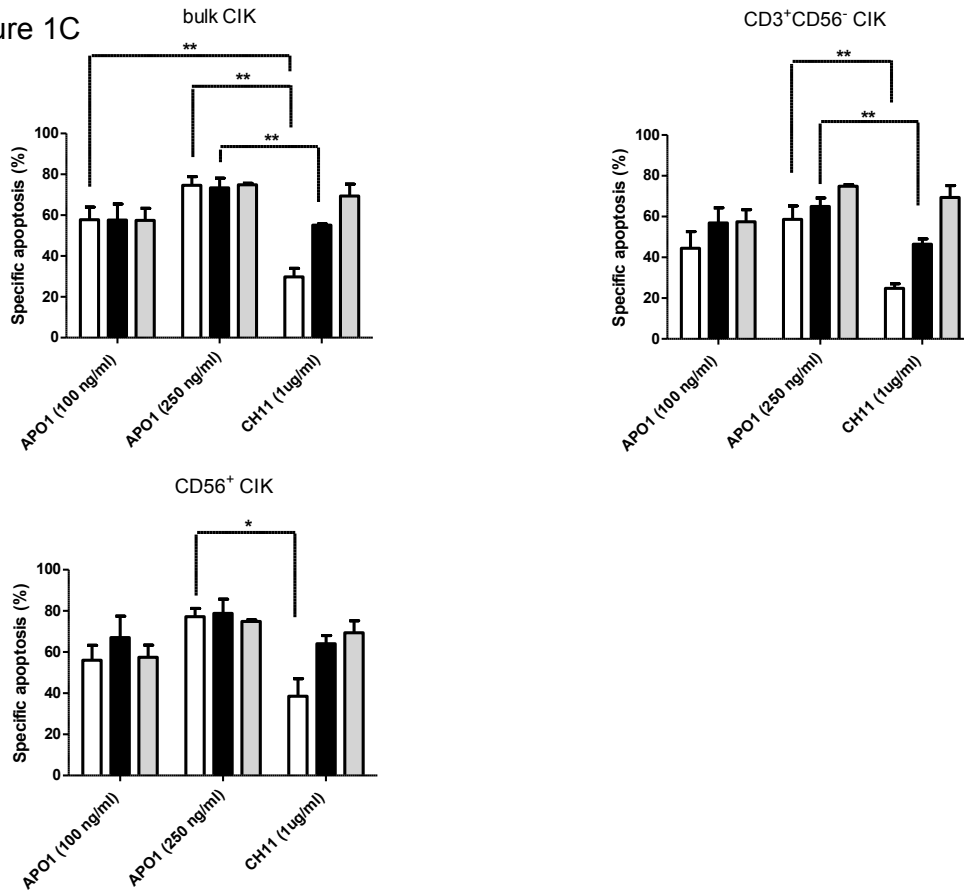 ure 1C
bulk CIK
**
**
**
Specific apoptosis (%)
100
80
60
40
20
0
APO1 (100 ng/ml)
APO1 (250 ng/ml)
CH11 (1ug/ml)
CD3⁺CD56⁻ CIK
**
**
Specific apoptosis (%)
100
80
60
40
20
0
APO1 (100 ng/ml)
APO1 (250 ng/ml)
CH11 (1ug/ml)
CD56⁺ CIK
*
Specific apoptosis (%)
100
80
60
40
20
0
APO1 (100 ng/ml)
APO1 (250 ng/ml)
CH11 (1ug/ml)